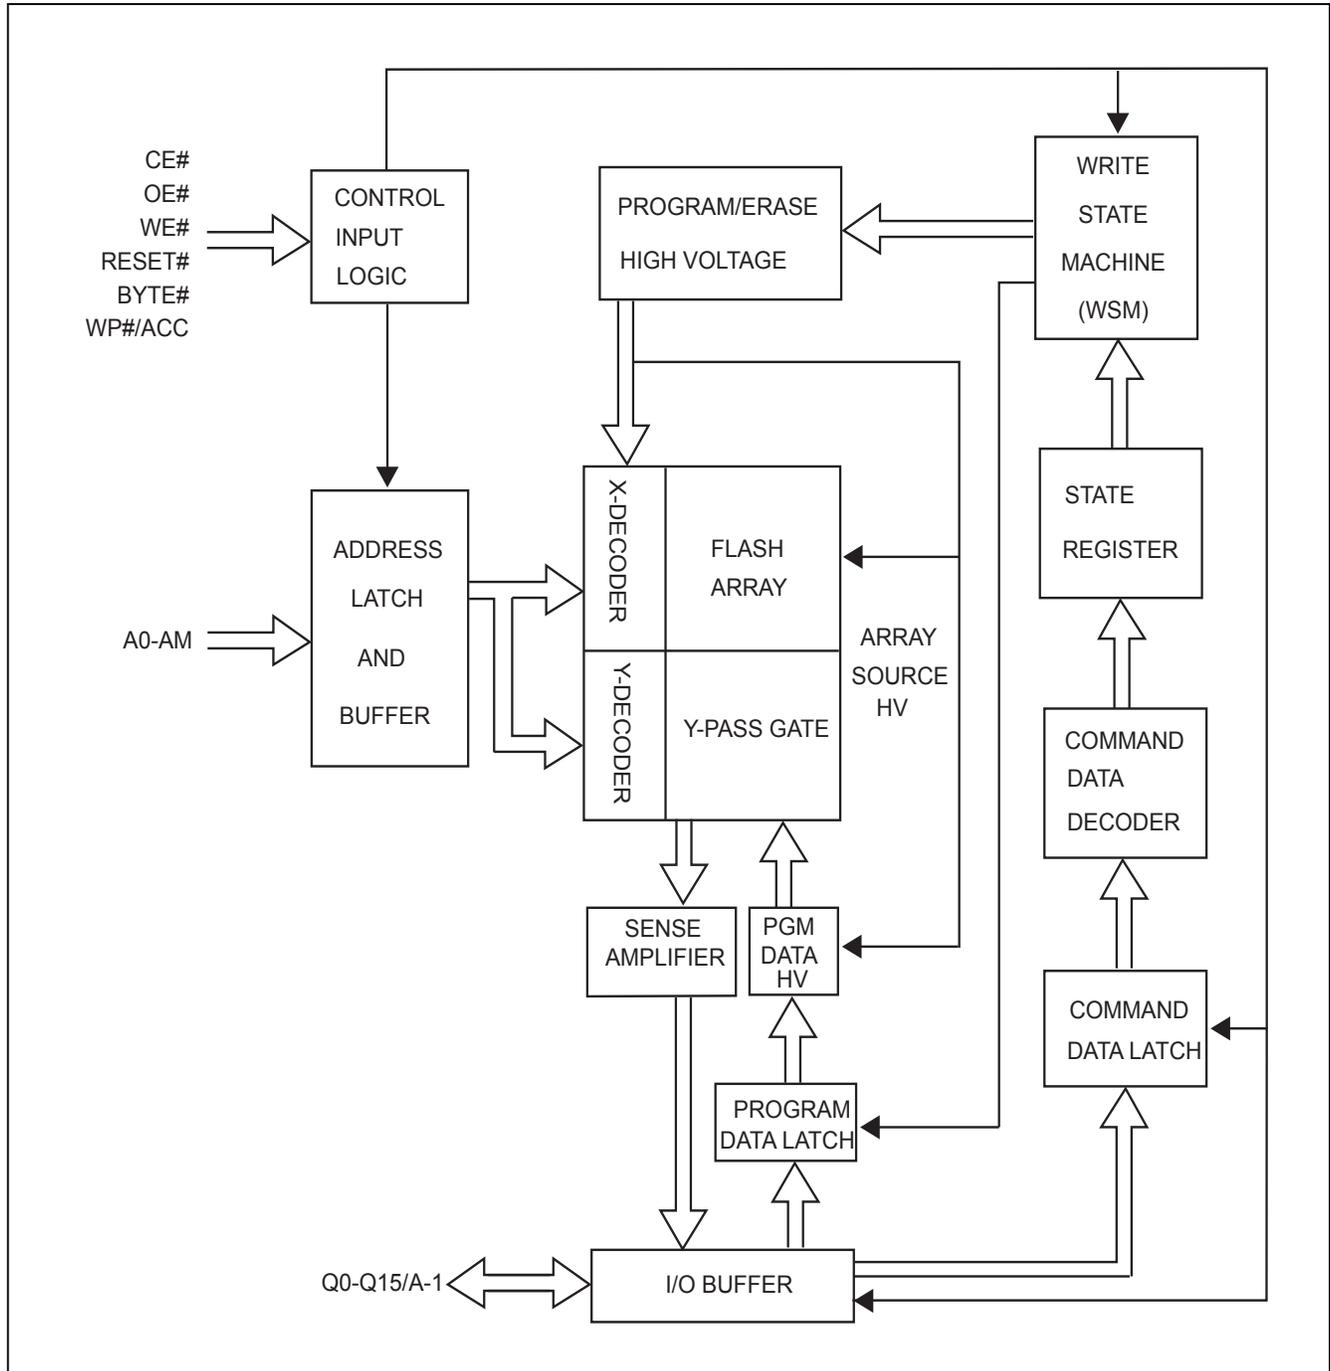 CE#
OE#
WE#
RESET#
BYTE#
WP#/ACC
CONTROL
INPUT
LOGIC
PROGRAM/ERASE
HIGH VOLTAGE
WRITE
STATE
MACHINE
(WSM)
STATE
REGISTER
A0-AM
ADDRESS
LATCH
AND
BUFFER
X-DECODER
FLASH
ARRAY
Y-DECODER
Y-PASS GATE
ARRAY
SOURCE
HV
COMMAND
DATA
DECODER
SENSE
AMPLIFIER
PGM
DATA
HV
COMMAND
DATA LATCH
PROGRAM
DATA LATCH
Q0-Q15/A-1
I/O BUFFER